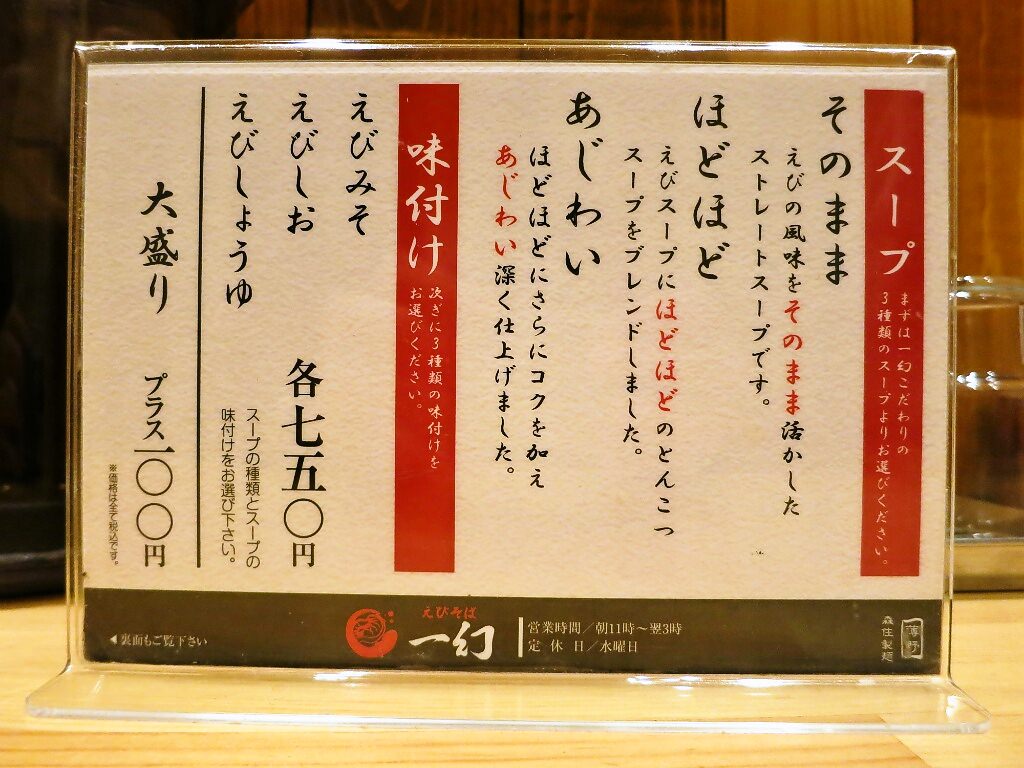 スープ
まずは一幻こだわりの
3種類のスープよりお選びください。
そのまま
えびの風味をそのまま活かした
ストレートスープです。
ほどほど
えびスープにほどほどのとんこつ
スープをブレンドしました。
あじわい
ほどほどにさらにコクを加え
あじわい深く仕上げました。
味付け
次ぎに3種類の味付けを
お選びください。
えびみそ
えびしお
えびしょうゆ
各七五〇円
スープの種類とスープの
味付けをお選び下さい。
大盛り プラス一〇〇円
※価格は全て税込です。
◀裏面もご覧下さい
えびそば
一幻
営業時間／朝11時〜翌3時
定休日／水曜日
森住製麺